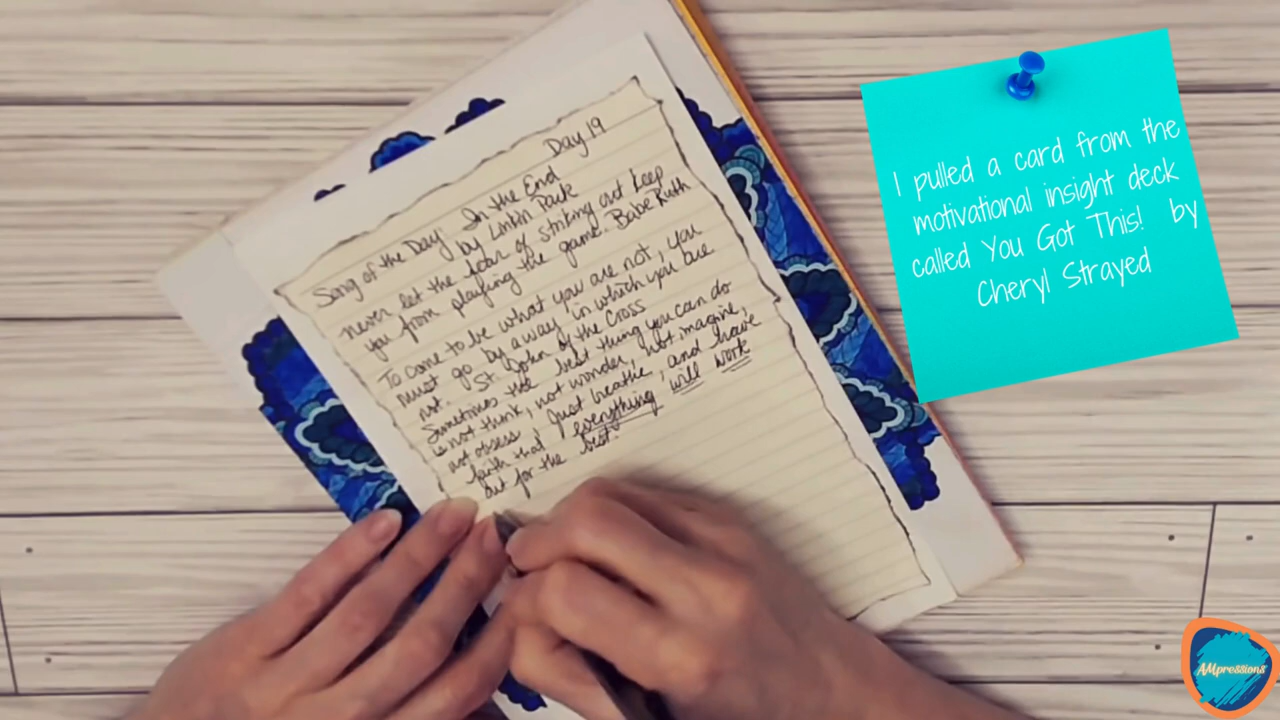 Day 19
Song of the Day: In the End
by Linkin Park
never let the fear of striking out keep
you from playing the game. Babe Ruth
To come to be what you are not, you
must go by a way in which you are
not. St. John of the Cross
Sometimes the best thing you can do
is not think, not wonder, not imagine,
not obsess. Just breathe, and have
faith that everything will work
out for the best.
I pulled a card from the
motivational insight deck
called You Got This! by
Cheryl Strayed
AMpressions